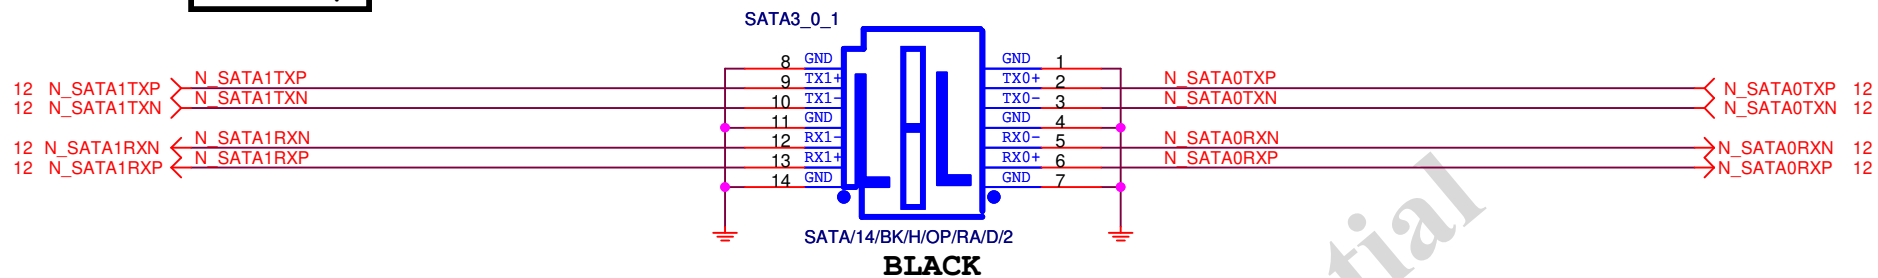 SATA3_0_1
8 GND GND 1
12 N_SATA1TXP N_SATA1TXP 9 TX1+ TX0+ 2 N_SATA0TXP N_SATA0TXP 12
12 N_SATA1TXN N_SATA1TXN 10 TX1- TX0- 3 N_SATA0TXN N_SATA0TXN 12
11 GND GND 4
12 N_SATA1RXN N_SATA1RXN 12 RX1- RX0- 5 N_SATA0RXN N_SATA0RXN 12
12 N_SATA1RXP N_SATA1RXP 13 RX1+ RX0+ 6 N_SATA0RXP N_SATA0RXP 12
14 GND GND 7
SATA/14/BK/H/OP/RA/D/2
BLACK
tial